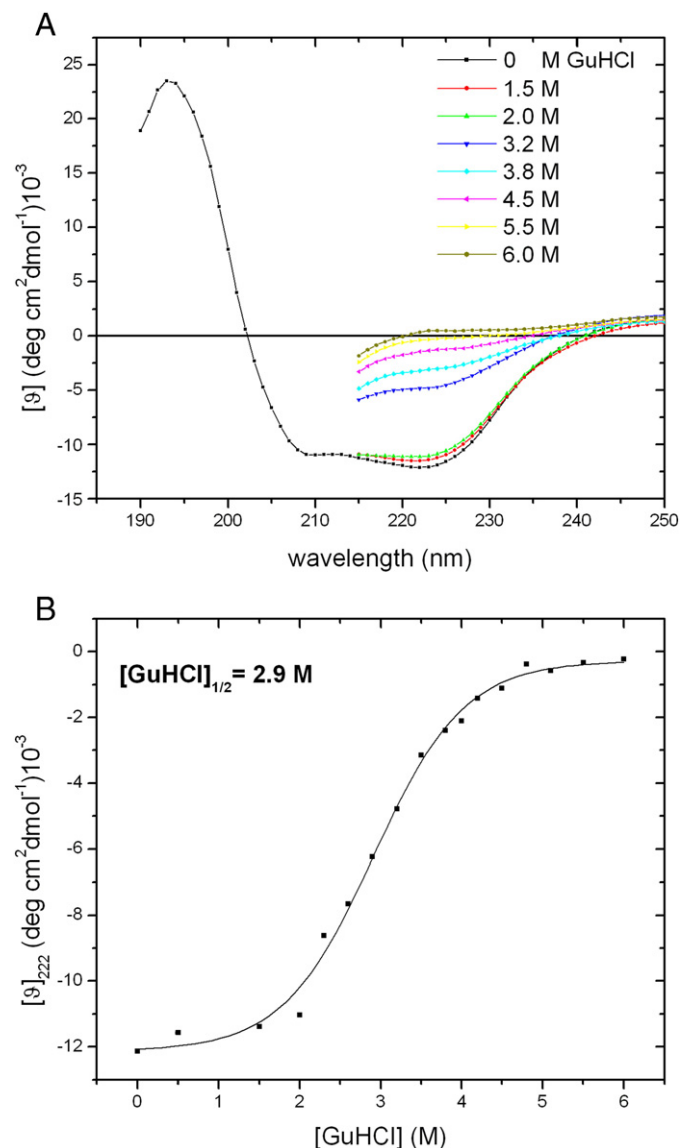 A
0 M GuHCl
1.5 M
2.0 M
3.2 M
3.8 M
4.5 M
5.5 M
6.0 M
25
20
15
10
5
0
-5
-10
-15
[ϑ] (deg cm²dmol⁻¹)10⁻³
190 200 210 220 230 240 250
wavelength (nm)
B
[GuHCl]₁/₂= 2.9 M
0
-2
-4
-6
-8
-10
-12
[ϑ]₂₂₂ (deg cm²dmol⁻¹)10⁻³
0 1 2 3 4 5 6
[GuHCl] (M)